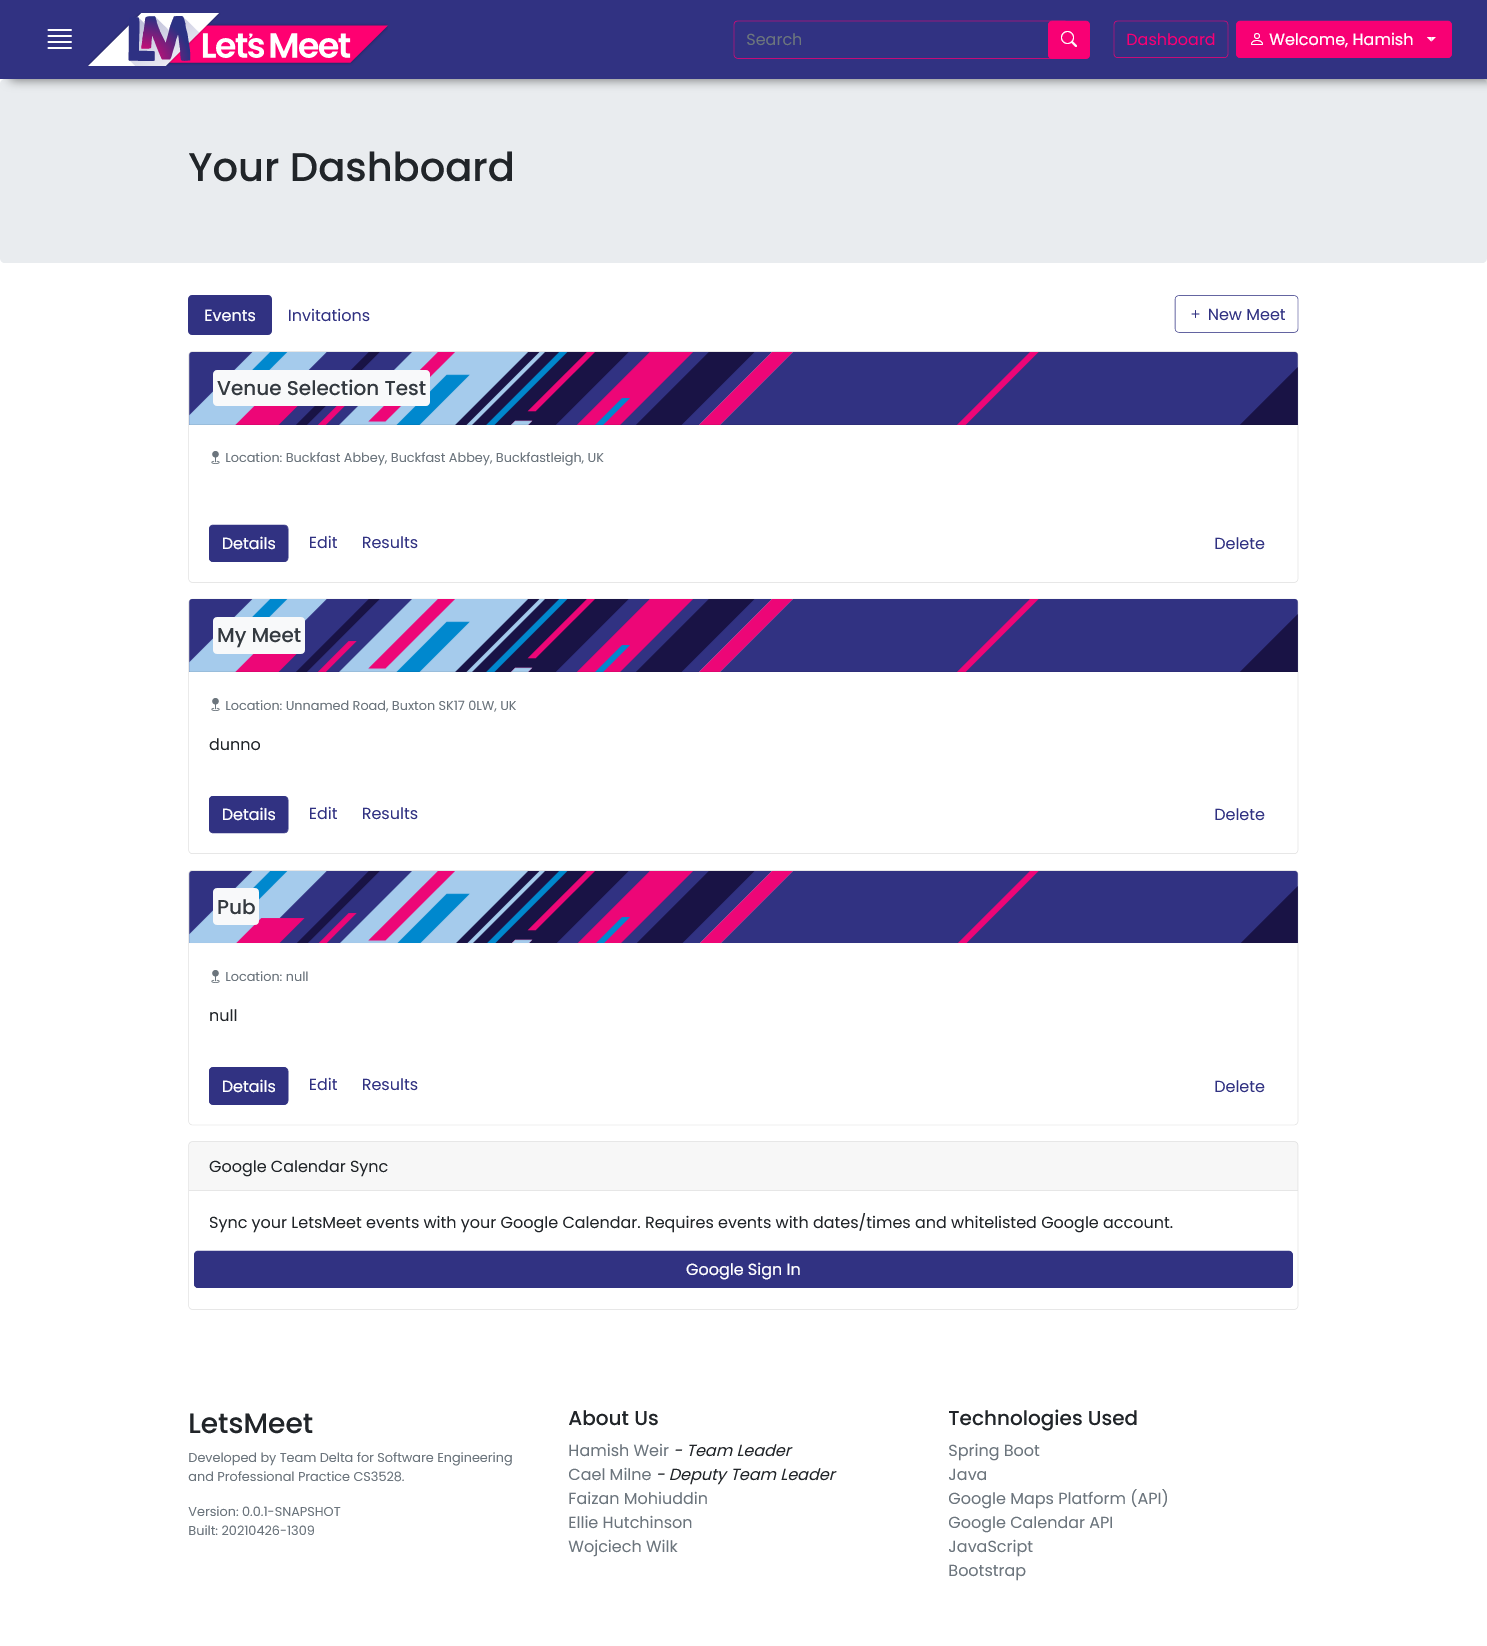 LM Let's Meet
Search
Dashboard
Welcome, Hamish
Your Dashboard
Events
Invitations
+ New Meet
Venue Selection Test
Location: Buckfast Abbey, Buckfast Abbey, Buckfastleigh, UK
Details
Edit
Results
Delete
My Meet
Location: Unnamed Road, Buxton SK17 0LW, UK
dunno
Details
Edit
Results
Delete
Pub
Location: null
null
Details
Edit
Results
Delete
Google Calendar Sync
Sync your LetsMeet events with your Google Calendar. Requires events with dates/times and whitelisted Google account.
Google Sign In
LetsMeet
Developed by Team Delta for Software Engineering
and Professional Practice CS3528.
Version: 0.0.1-SNAPSHOT
Built: 20210426-1309
About Us
Hamish Weir - Team Leader
Cael Milne - Deputy Team Leader
Faizan Mohiuddin
Ellie Hutchinson
Wojciech Wilk
Technologies Used
Spring Boot
Java
Google Maps Platform (API)
Google Calendar API
JavaScript
Bootstrap